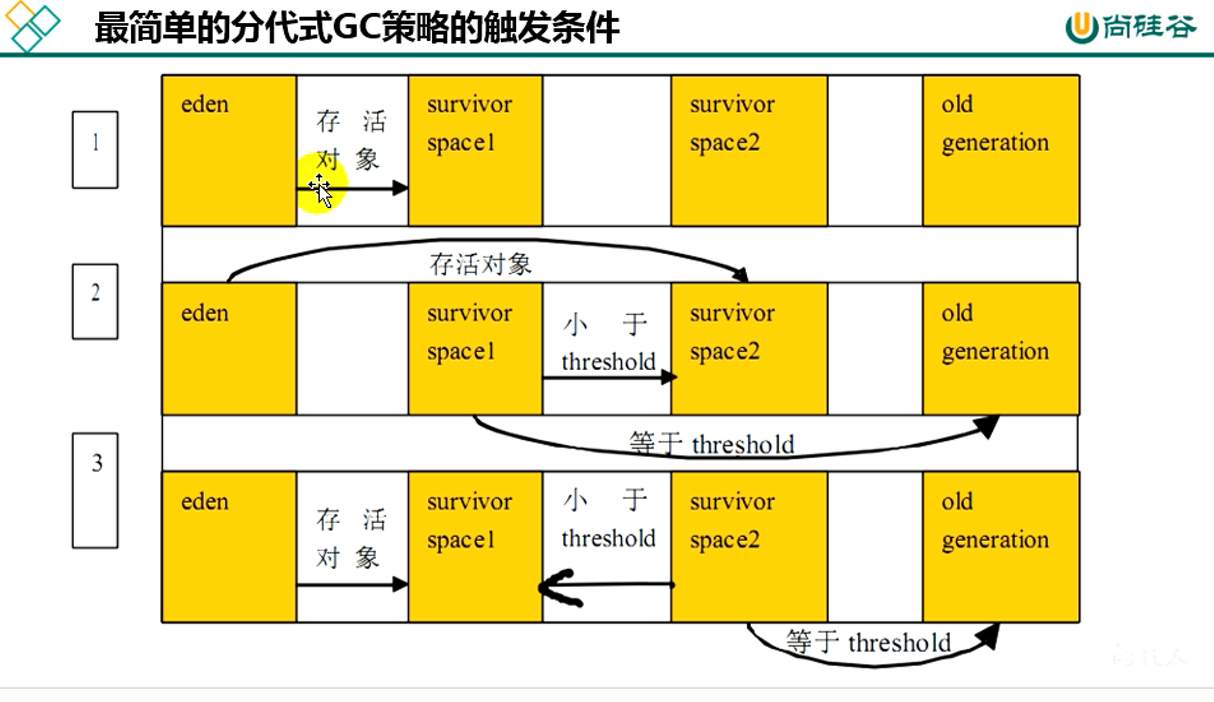 最简单的分代式GC策略的触发条件
尚硅谷
1
eden
存 活
对 象
survivor
space1
survivor
space2
old
generation
存活对象
2
eden
survivor
space1
小 于
threshold
survivor
space2
old
generation
等于 threshold
3
eden
存 活
对 象
survivor
space1
小 于
threshold
survivor
space2
old
generation
等于 threshold